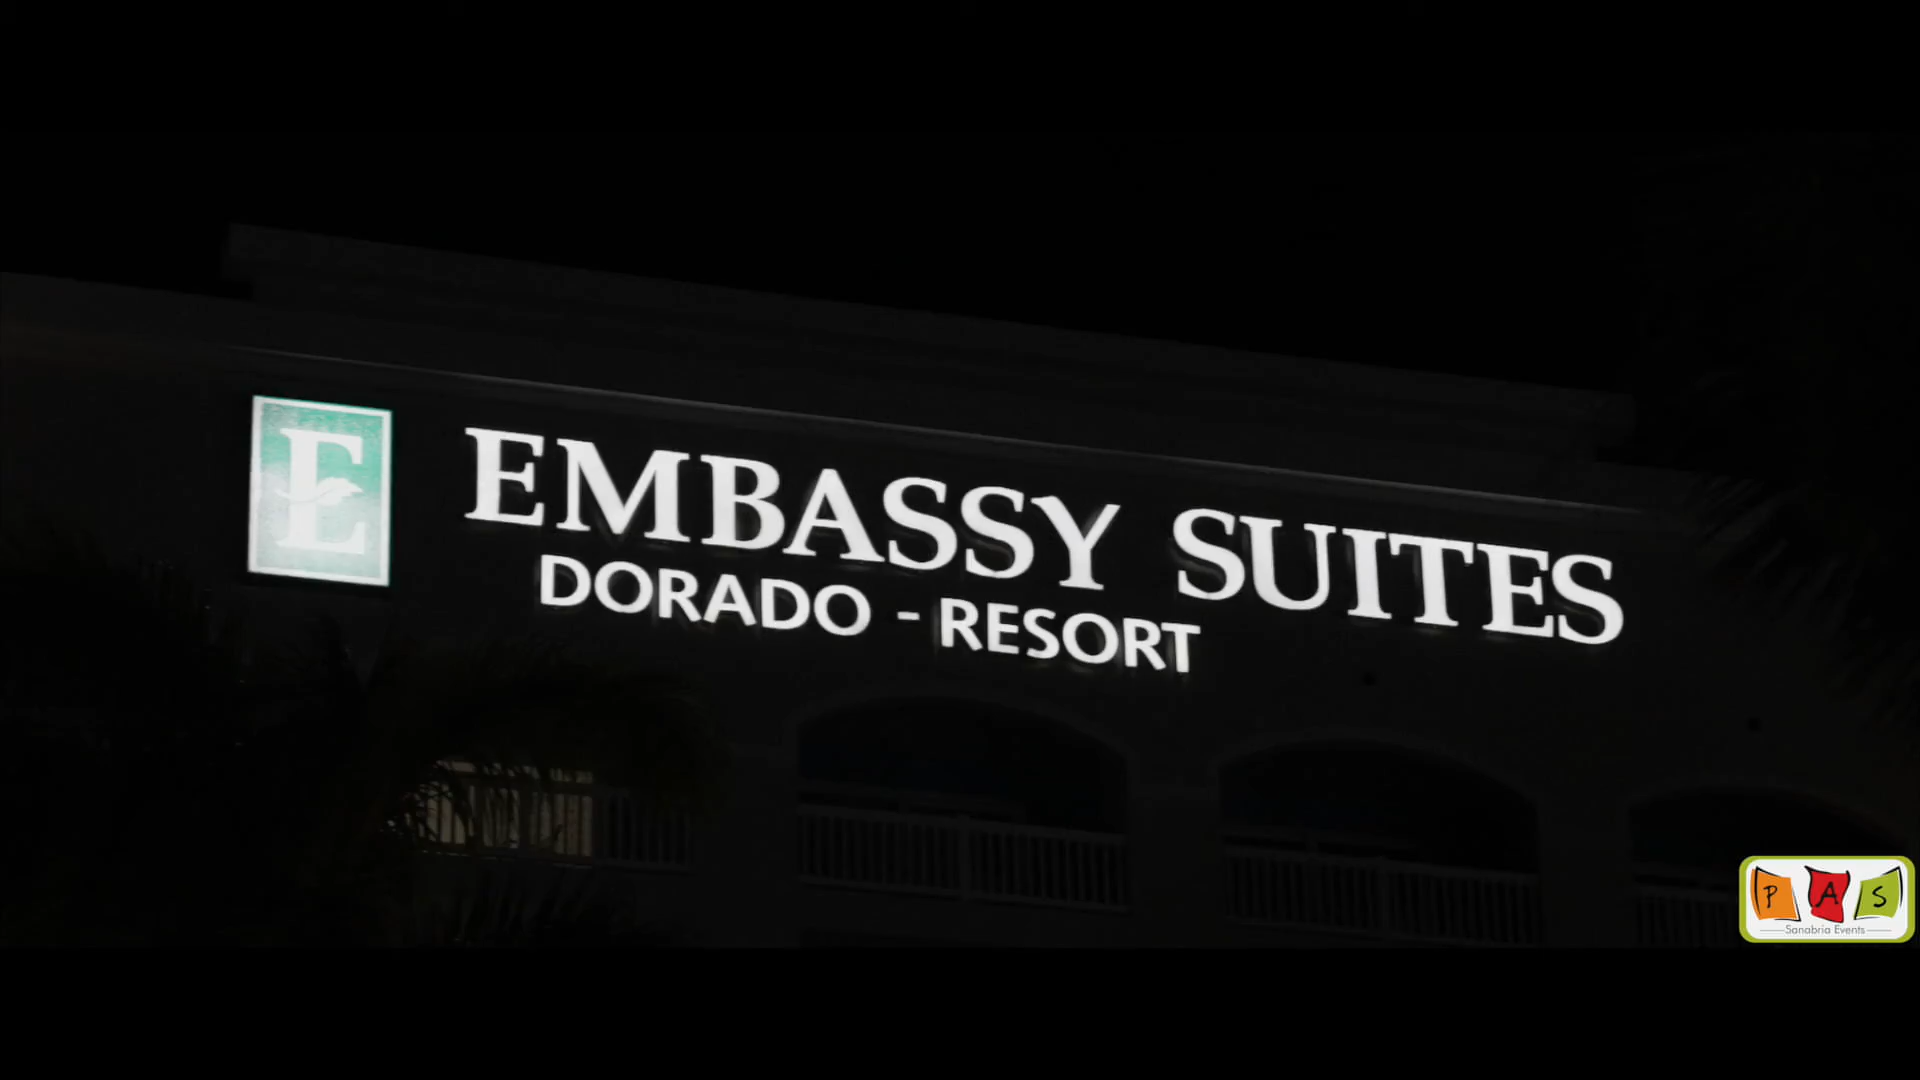 E
EMBASSY SUITES
DORADO - RESORT
P A S
Sanabria Events